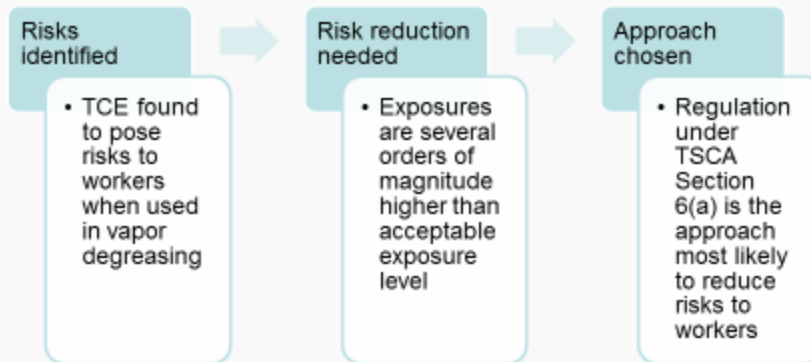 Risks
identified
• TCE found
to pose
risks to
workers
when used
in vapor
degreasing
Risk reduction
needed
• Exposures
are several
orders of
magnitude
higher than
acceptable
exposure
level
Approach
chosen
• Regulation
under
TSCA
Section
6(a) is the
approach
most likely
to reduce
risks to
workers